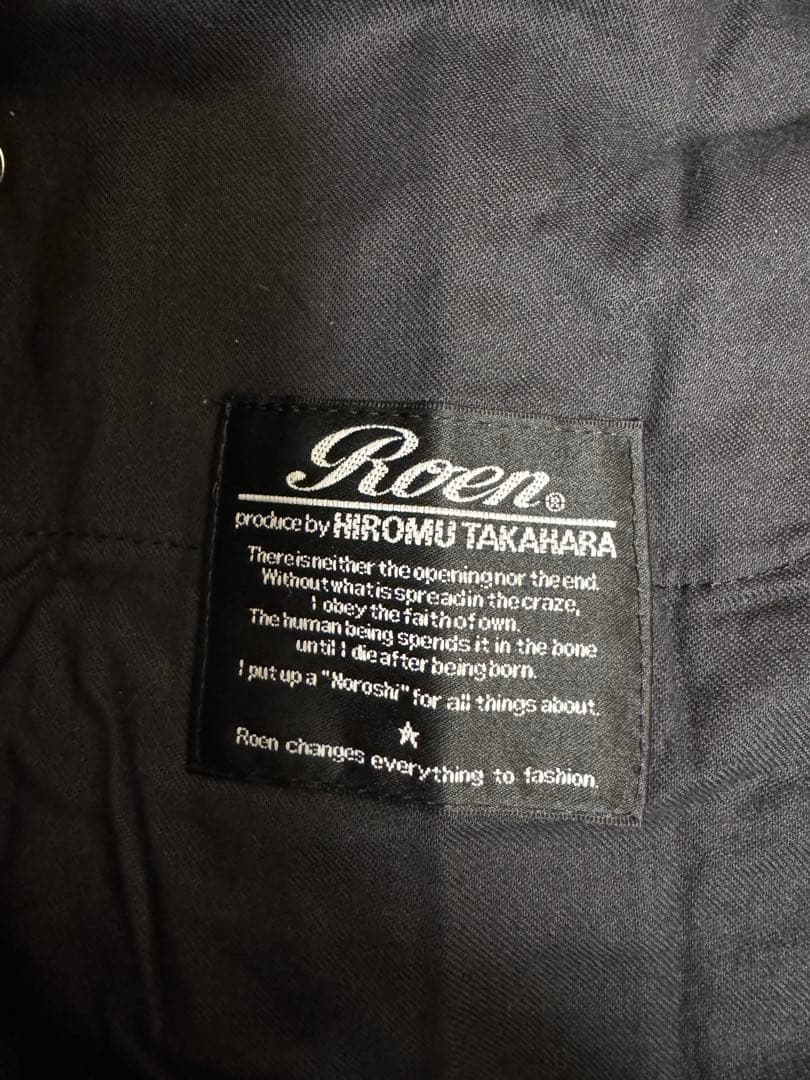 Roen®
produce by HIROMU TAKAHARA
There is neither the opening nor the end.
Without what is spread in the craze,
I obey the faith of own.
The human being spends it in the bone
until I die after being born.
I put up a "Noroshi" for all things about.
Roen changes everything to fashion.